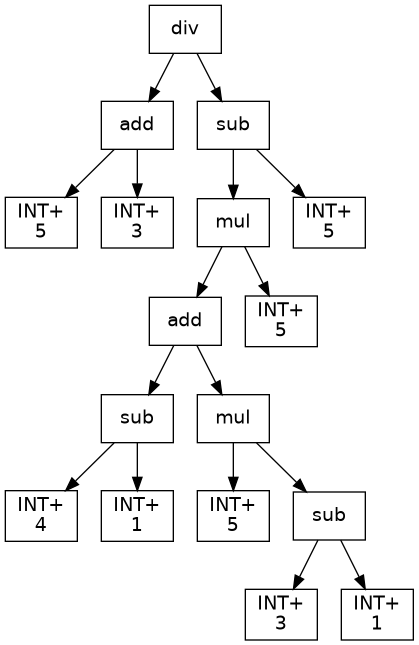 div
add
sub
INT+
5
INT+
3
mul
INT+
5
add
INT+
5
sub
mul
INT+
4
INT+
1
INT+
5
sub
INT+
3
INT+
1